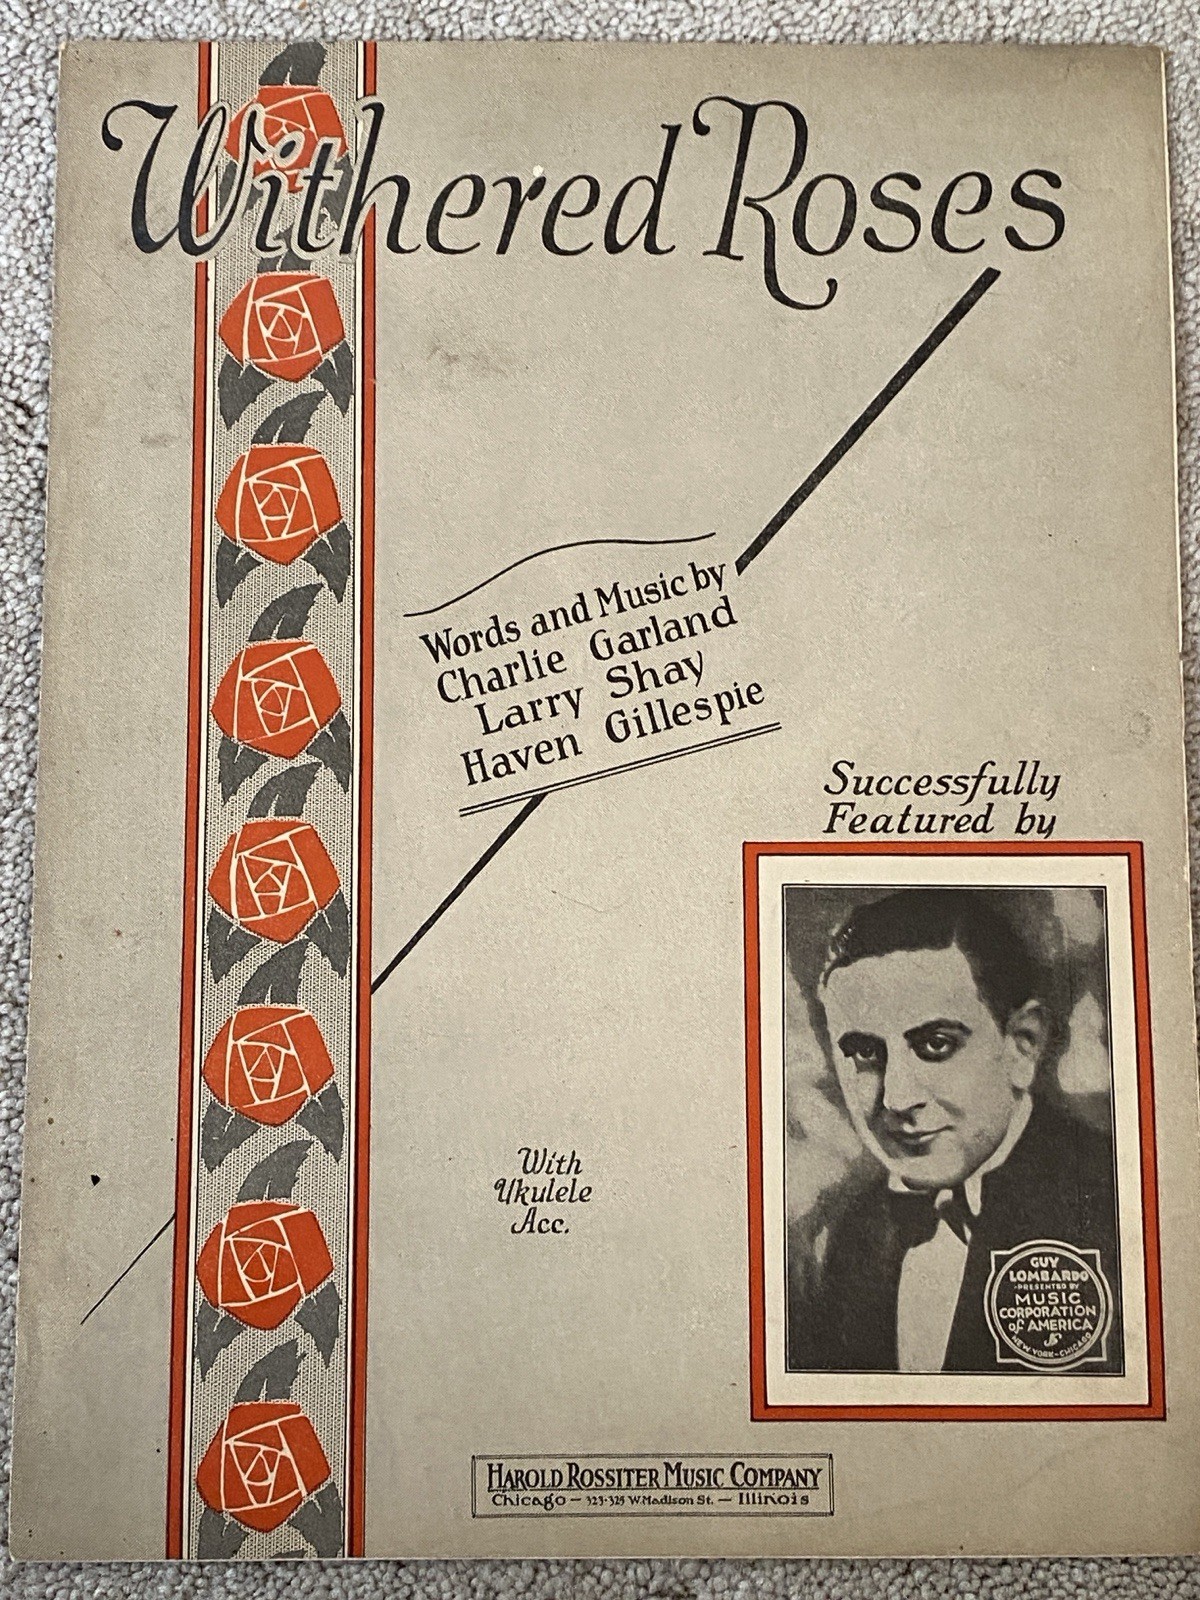 Withered Roses
Words and Music by
Charlie Garland
Larry Shay
Haven Gillespie
Successfully
Featured by
With
Ukulele
Acc.
GUY
LOMBARDO
PRESENTED BY
MUSIC
CORPORATION
of AMERICA
NEW YORK-CHICAGO
HAROLD ROSSITER MUSIC COMPANY
Chicago - 323-325 W. Madison St. - Illinois